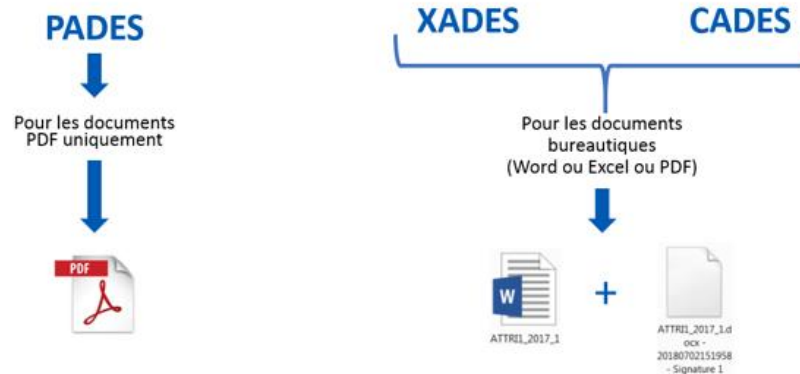 PADES
Pour les documents
PDF uniquement
PDF
XADES
CADES
Pour les documents
bureautiques
(Word ou Excel ou PDF)
W
ATTRI1_2017_1
+
ATTRI1_2017_1.d
ocx -
20180702151958
- Signature 1